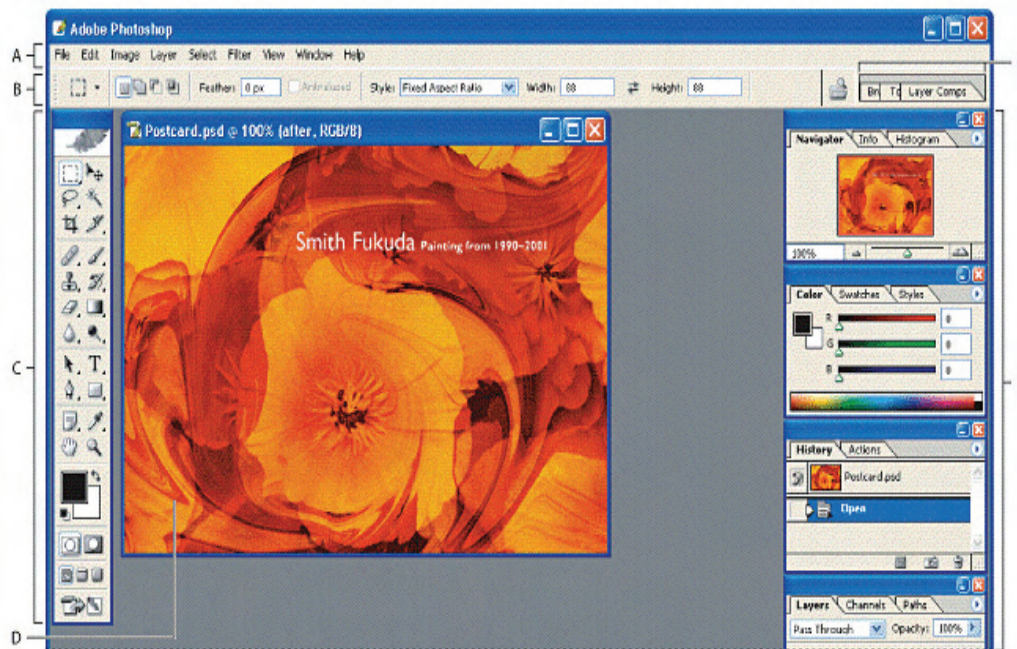 Adobe Photoshop
A
File Edit Image Layer Select Filter View Window Help
B
Feather: 0 px Anti-aliased Style: Fixed Aspect Ratio Width: 88 Height: 88
Layer Comps
C
Postcard.psd @ 100% (after, RGB/8)
Smith Fukuda Painting from 1990–2001
Navigator Info Histogram
100%
Color Swatches Styles
R 0
G 0
B 0
History Actions
Postcard.psd
Open
Layers Channels Paths
Pass Through Opacity: 100%
T
D